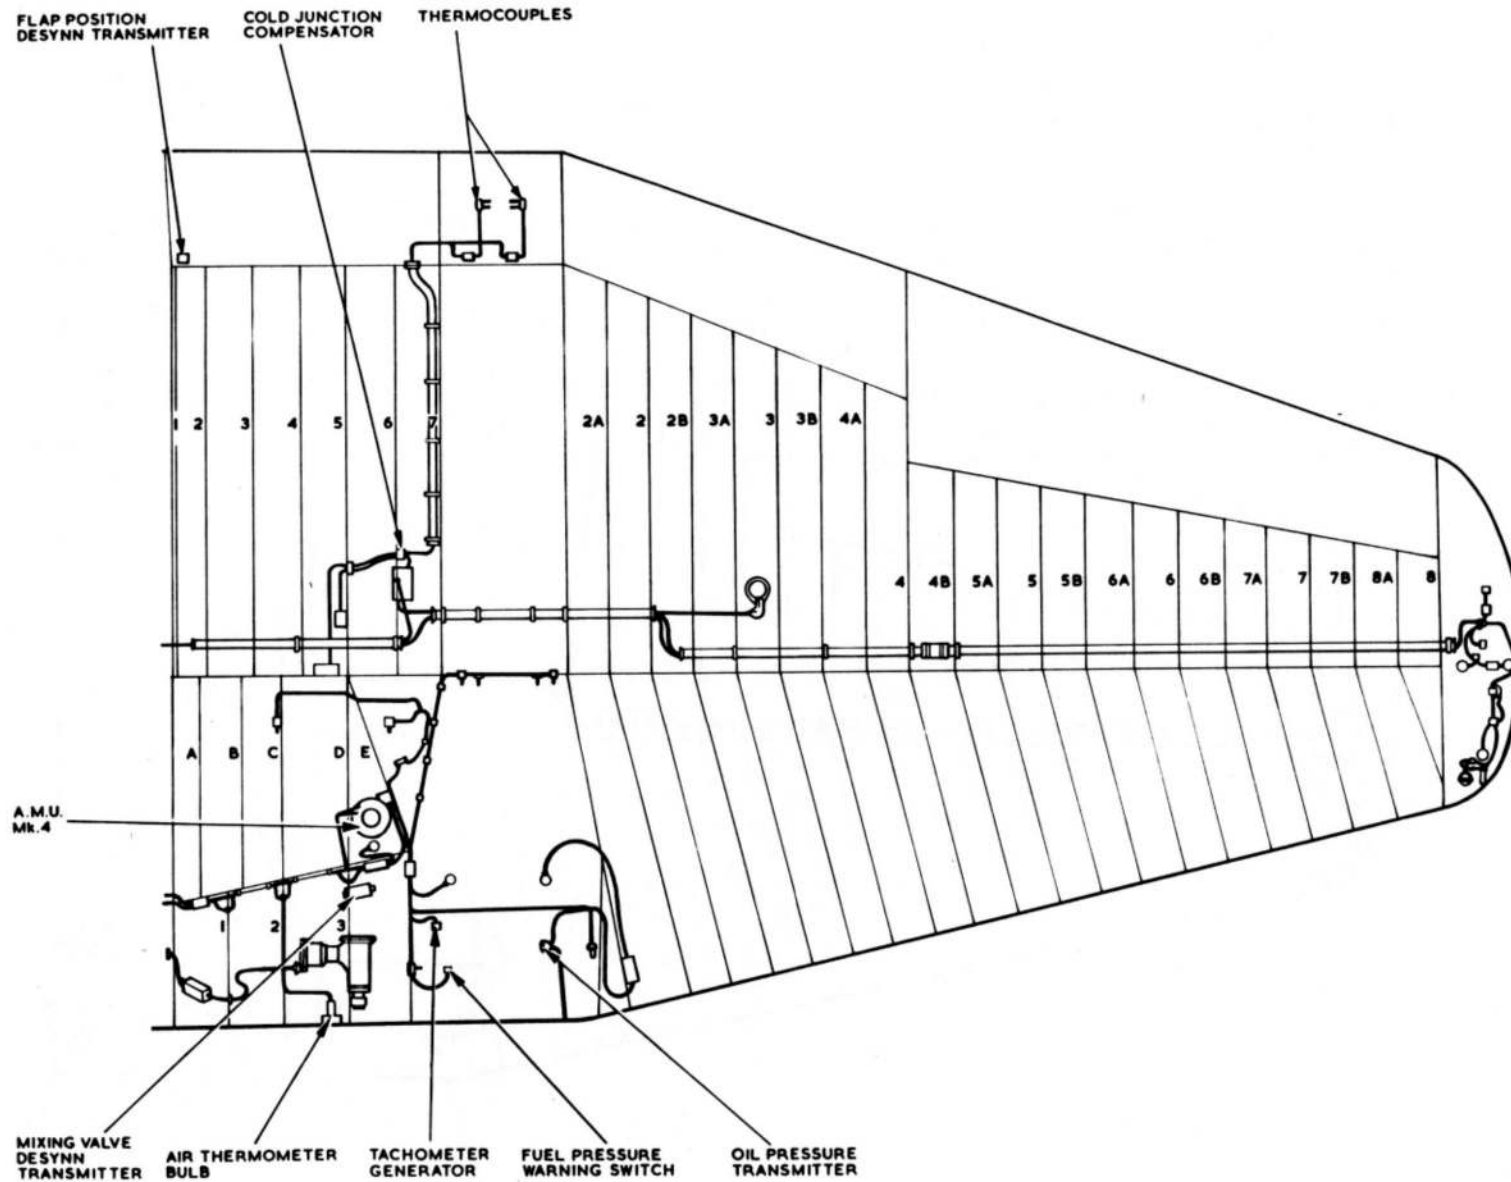 FLAP POSITION
DESYNN TRANSMITTER
COLD JUNCTION
COMPENSATOR
THERMOCOUPLES
1 2 3 4 5 6 7
2A 2 2B 3A 3 3B 4A
4 4B 5A 5 5B 6A 6 6B 7A 7 7B 8A 8
A B C D E
A.M.U.
Mk.4
1 2 3
MIXING VALVE
DESYNN
TRANSMITTER
AIR THERMOMETER
BULB
TACHOMETER
GENERATOR
FUEL PRESSURE
WARNING SWITCH
OIL PRESSURE
TRANSMITTER